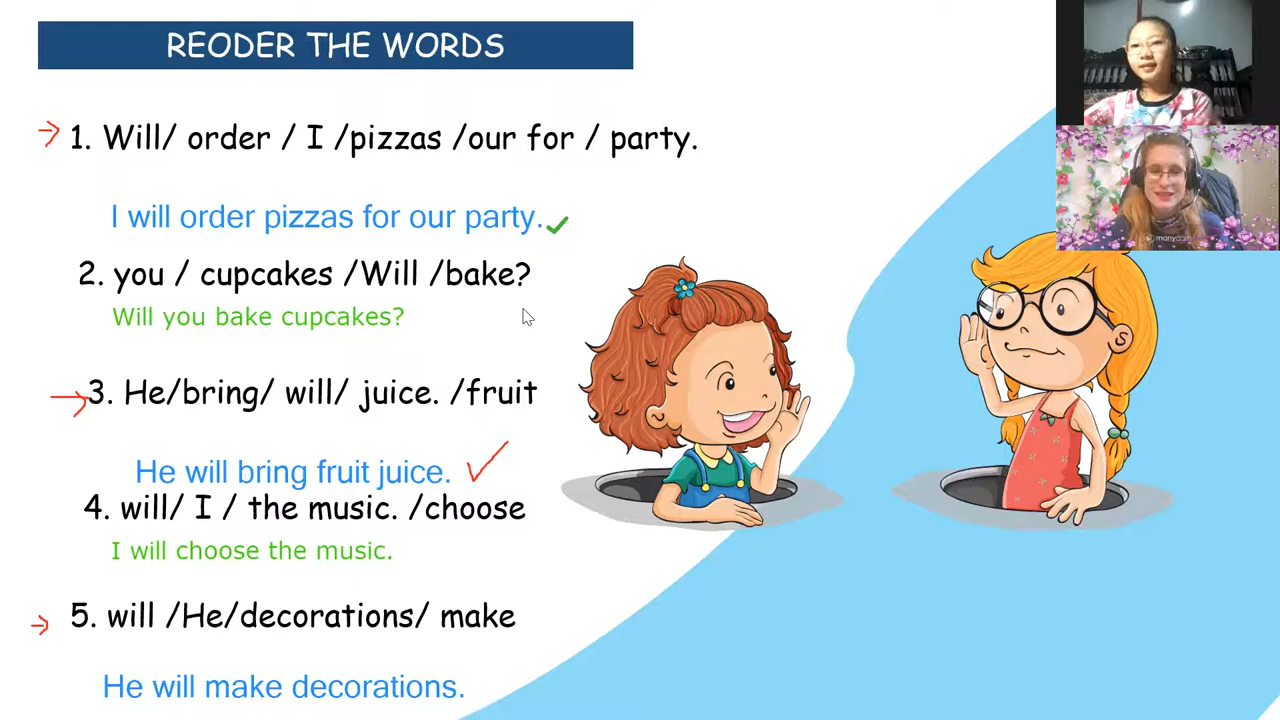 REODER THE WORDS
1. Will/ order / I /pizzas /our for / party.
I will order pizzas for our party.
2. you / cupcakes /Will /bake?
Will you bake cupcakes?
3. He/bring/ will/ juice. /fruit
He will bring fruit juice.
4. will/ I / the music. /choose
I will choose the music.
5. will /He/decorations/ make
He will make decorations.
manycam